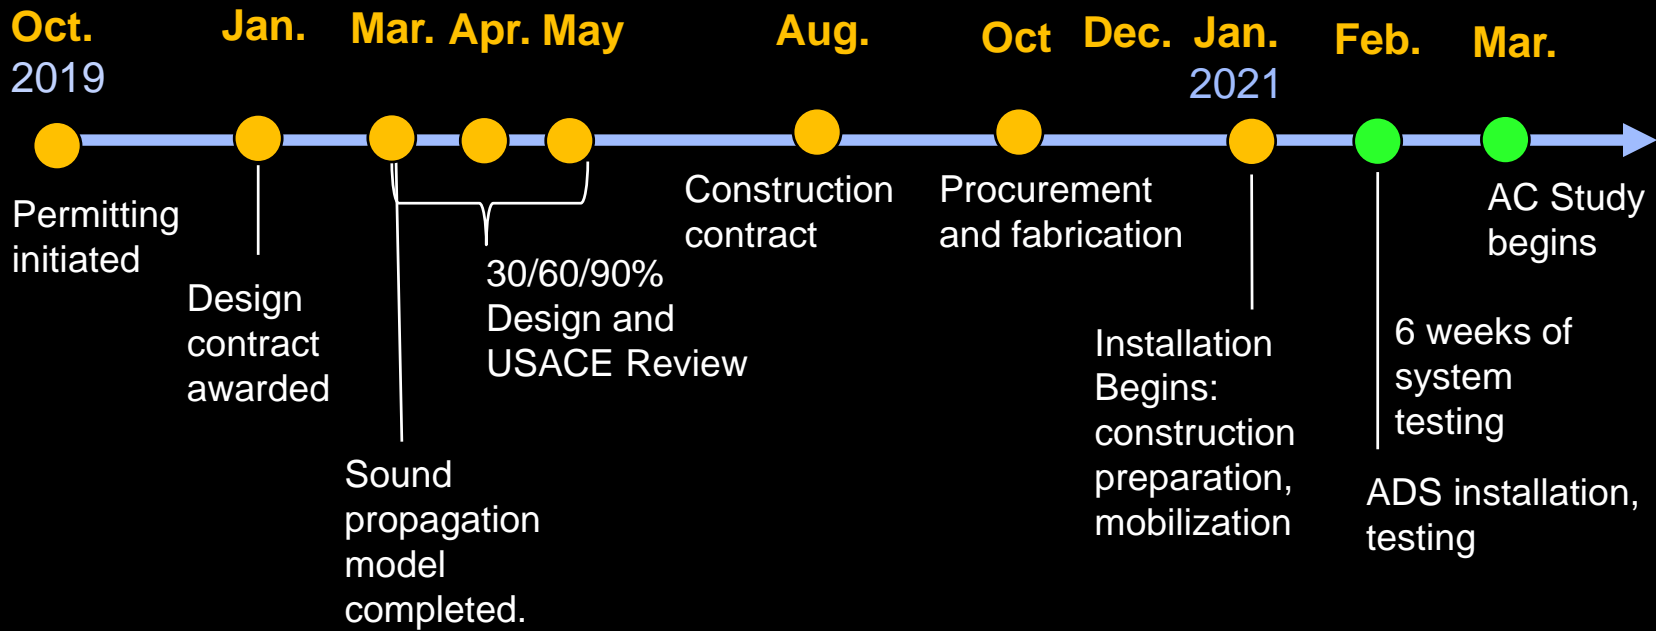 Oct.
2019
Jan.
Mar.
Apr.
May
Aug.
Oct
Dec.
Jan.
2021
Feb.
Mar.
Permitting
initiated
Design
contract
awarded
Sound
propagation
model
completed.
30/60/90%
Design and
USACE Review
Construction
contract
Procurement
and fabrication
Installation
Begins:
construction
preparation,
mobilization
6 weeks of
system
testing
ADS installation,
testing
AC Study
begins